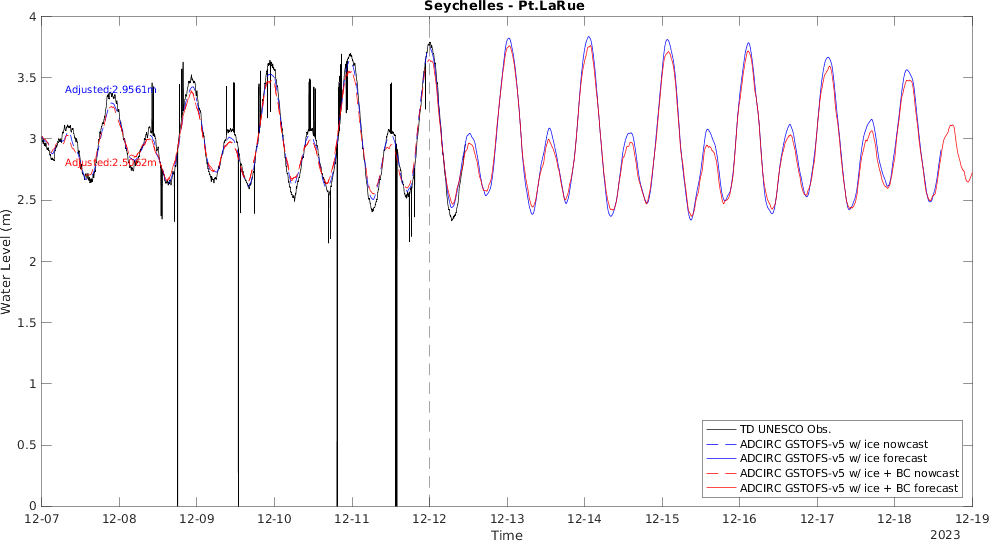 Seychelles - Pt.LaRue
Water Level (m)
4
3.5
3
2.5
2
1.5
1
0.5
0
Adjusted:2.9561m
TD UNESCO Obs.
ADCIRC GSTOFS-v5 w/ ice nowcast
ADCIRC GSTOFS-v5 w/ ice forecast
ADCIRC GSTOFS-v5 w/ ice + BC nowcast
ADCIRC GSTOFS-v5 w/ ice + BC forecast
12-07 12-08 12-09 12-10 12-11 12-12 12-13 12-14 12-15 12-16 12-17 12-18 12-19
Time
2023